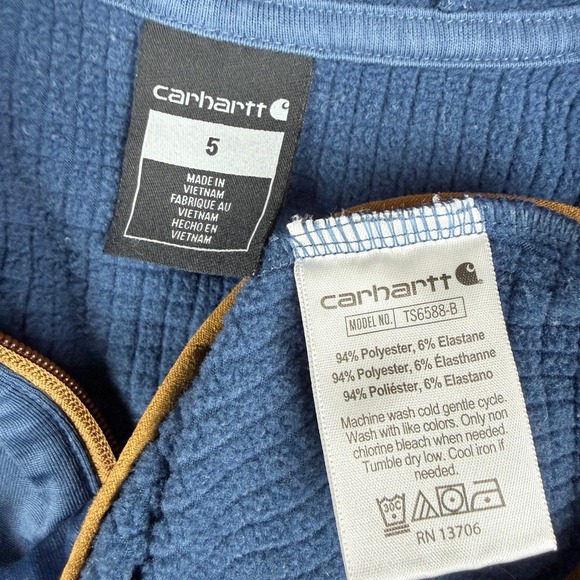 carhartt
5
MADE IN
VIETNAM
FABRIQUE AU
VIETNAM
HECHO EN
VIETNAM
carhartt
MODEL NO. TS6588-B
94% Polyester, 6% Elastane
94% Polyester, 6% Élasthanne
94% Poliéster, 6% Elastano
Machine wash cold gentle cycle.
Wash with like colors. Only non
chlorine bleach when needed.
Tumble dry low. Cool iron if
needed.
30C
RN 13706